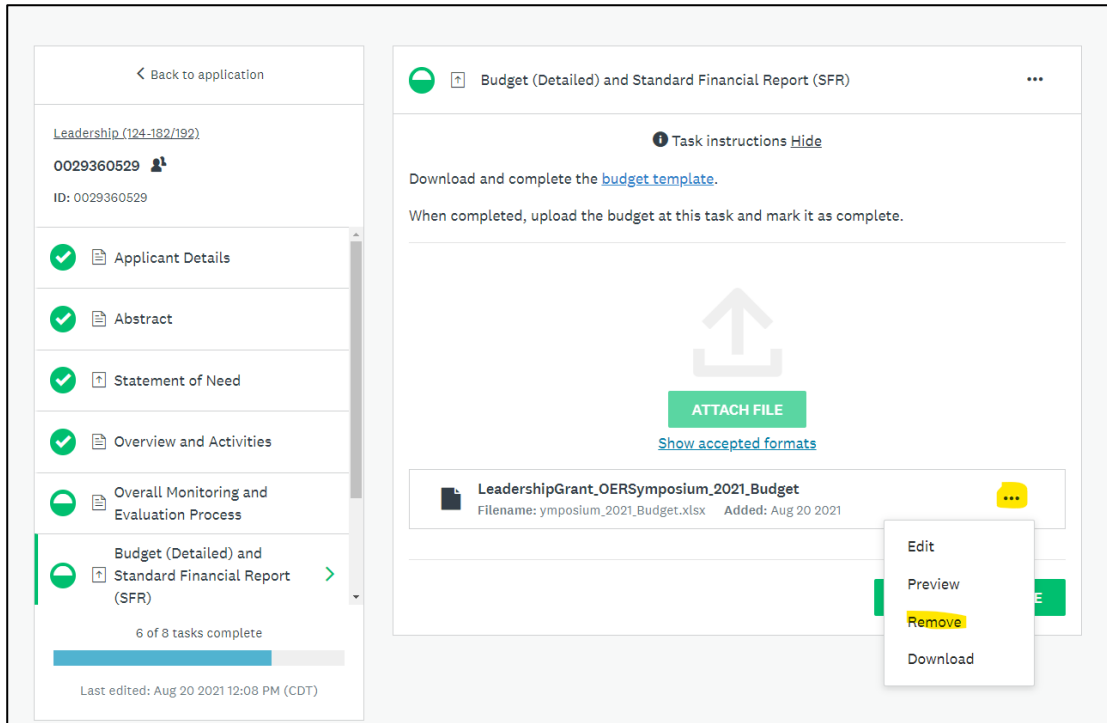 Back to application
Leadership (124-182/192)
0029360529
ID: 0029360529
Applicant Details
Abstract
Statement of Need
Overview and Activities
Overall Monitoring and
Evaluation Process
Budget (Detailed) and
Standard Financial Report
(SFR)
6 of 8 tasks complete
Last edited: Aug 20 2021 12:08 PM (CDT)
Budget (Detailed) and Standard Financial Report (SFR)
...
Task instructions Hide
Download and complete the budget template.
When completed, upload the budget at this task and mark it as complete.
ATTACH FILE
Show accepted formats
LeadershipGrant_OERSymposium_2021_Budget
...
Filename: ymposium_2021_Budget.xlsx Added: Aug 20 2021
Edit
Preview
Remove
Download
E